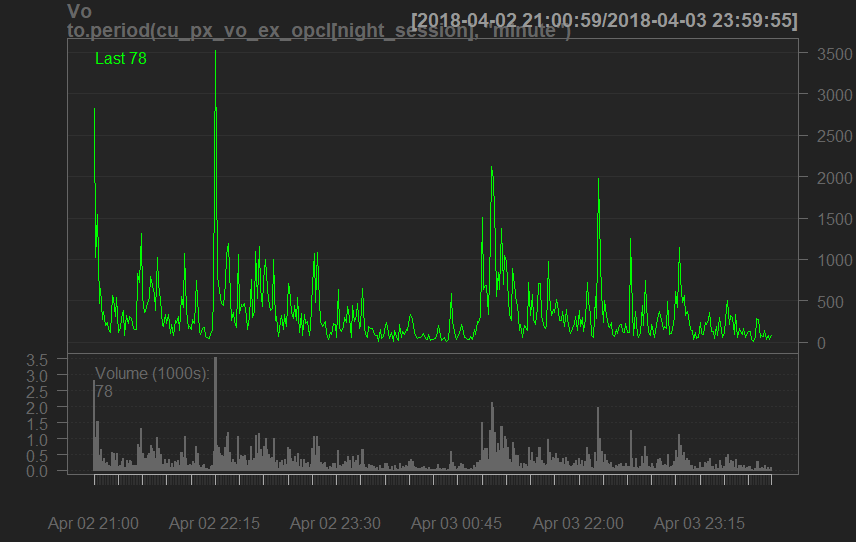 Vo
[2018-04-02 21:00:59/2018-04-03 23:59:55]
to.period(cu_px_vo_ex_opcl[night_session], "minute")
Last 78
3500
3000
2500
2000
1500
1000
500
0
Volume (1000s):
78
3.5
3.0
2.5
2.0
1.5
1.0
0.5
0.0
Apr 02 21:00 Apr 02 22:15 Apr 02 23:30 Apr 03 00:45 Apr 03 22:00 Apr 03 23:15